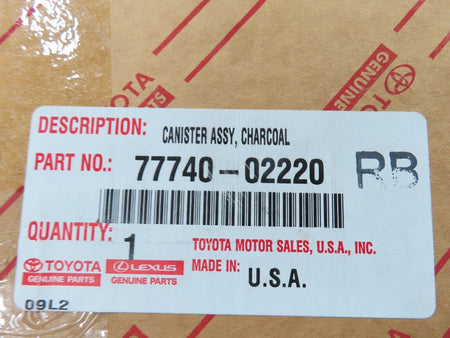 GENUINE
DESCRIPTION: CANISTER ASSY, CHARCOAL
PART NO.: 77740-02220 RB
QUANTITY: 1 TOYOTA MOTOR SALES, U.S.A., INC.
MADE IN: U.S.A.
TOYOTA LEXUS
GENUINE PARTS GENUINE PARTS
09L2